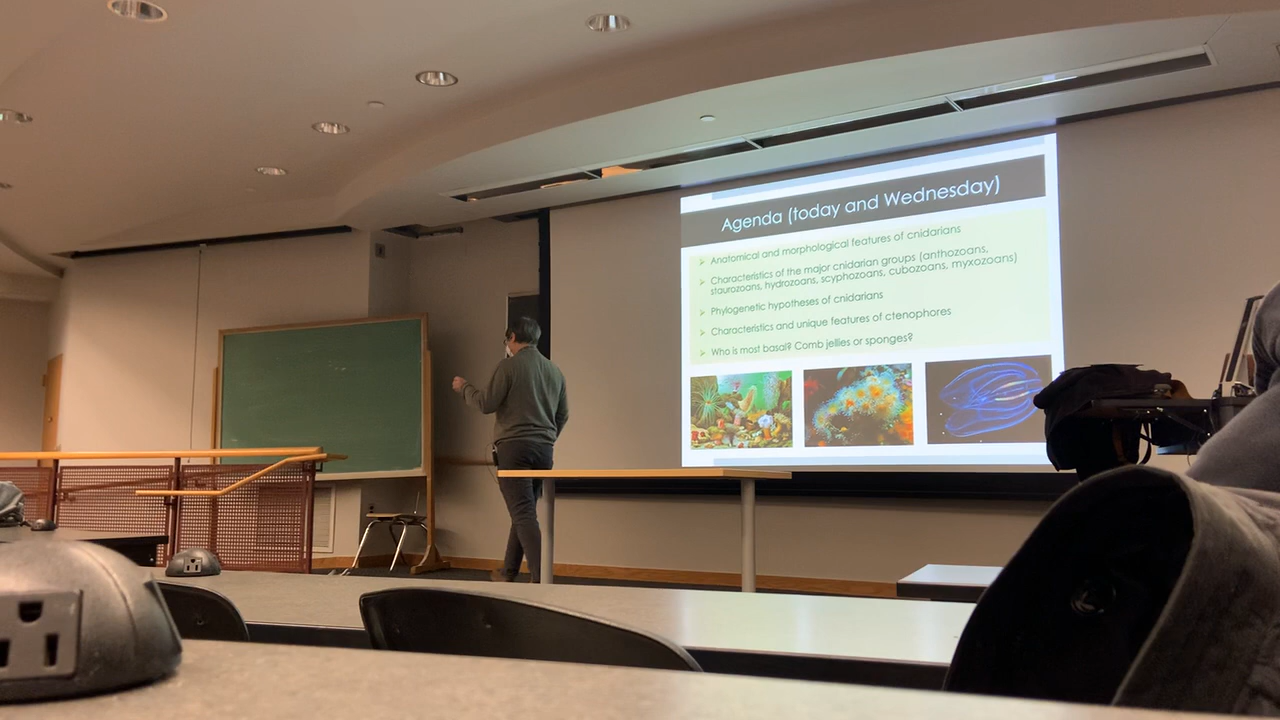 Agenda (today and Wednesday)
Anatomical and morphological features of cnidarians
Characteristics of the major cnidarian groups (anthozoans,
staurozoans, hydrozoans, scyphozoans, cubozoans, myxozoans)
Phylogenetic hypotheses of cnidarians
Characteristics and unique features of ctenophores
Who is most basal? Comb jellies or sponges?